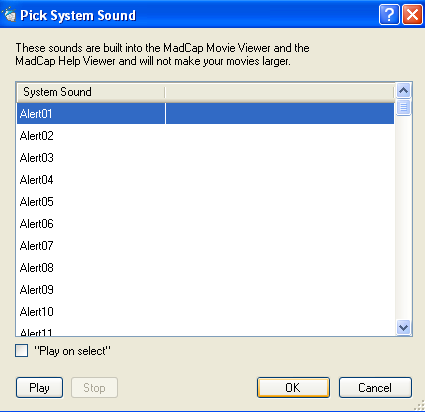 Pick System Sound
These sounds are built into the MadCap Movie Viewer and the
MadCap Help Viewer and will not make your movies larger.
System Sound
Alert01
Alert02
Alert03
Alert04
Alert05
Alert06
Alert07
Alert08
Alert09
Alert10
Alert11
"Play on select"
Play Stop OK Cancel